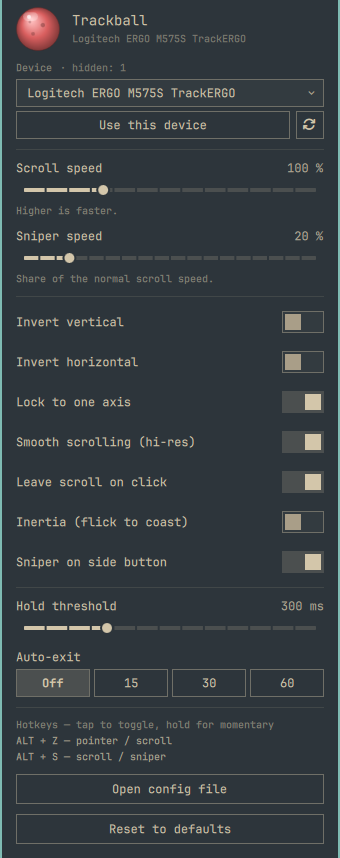 Trackball
Logitech ERGO M575S TrackERGO
Device · hidden: 1
Logitech ERGO M575S TrackERGO
Use this device
Scroll speed 100 %
Higher is faster.
Sniper speed 20 %
Share of the normal scroll speed.
Invert vertical
Invert horizontal
Lock to one axis
Smooth scrolling (hi-res)
Leave scroll on click
Inertia (flick to coast)
Sniper on side button
Hold threshold 300 ms
Auto-exit
Off 15 30 60
Hotkeys — tap to toggle, hold for momentary
ALT + Z — pointer / scroll
ALT + S — scroll / sniper
Open config file
Reset to defaults